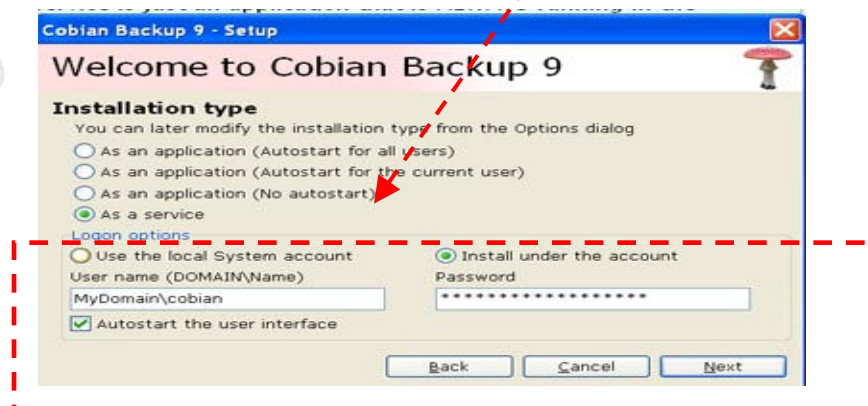 Cobian Backup 9 - Setup
Welcome to Cobian Backup 9
Installation type
You can later modify the installation type from the Options dialog
As an application (Autostart for all users)
As an application (Autostart for the current user)
As an application (No autostart)
As a service
Logon options
Use the local System account Install under the account
User name (DOMAIN\Name) Password
MyDomain\cobian ******************
Autostart the user interface
Back Cancel Next